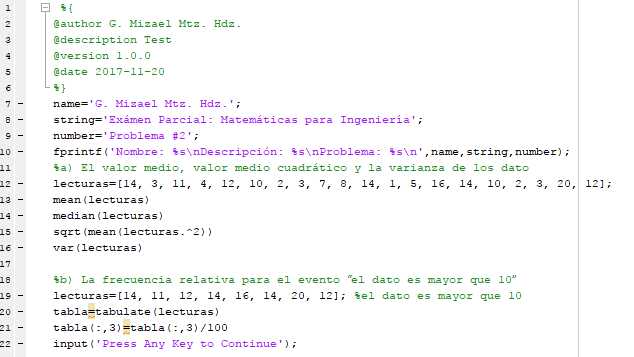 1 %{
2 @author G. Mizael Mtz. Hdz.
3 @description Test
4 @version 1.0.0
5 @date 2017-11-20
6 %}
7 - name='G. Mizael Mtz. Hdz.';
8 - string='Exámen Parcial: Matemáticas para Ingeniería';
9 - number='Problema #2';
10 - fprintf('Nombre: %s\nDescripción: %s\nProblema: %s\n',name,string,number);
11 %a) El valor medio, valor medio cuadrático y la varianza de los dato
12 - lecturas=[14, 3, 11, 4, 12, 10, 2, 3, 7, 8, 14, 1, 5, 16, 14, 10, 2, 3, 20, 12];
13 - mean(lecturas)
14 - median(lecturas)
15 - sqrt(mean(lecturas.^2))
16 - var(lecturas)
17
18 %b) La frecuencia relativa para el evento “el dato es mayor que 10”
19 - lecturas=[14, 11, 12, 14, 16, 14, 20, 12]; %el dato es mayor que 10
20 - tabla=tabulate(lecturas)
21 - tabla(:,3)=tabla(:,3)/100
22 - input('Press Any Key to Continue');